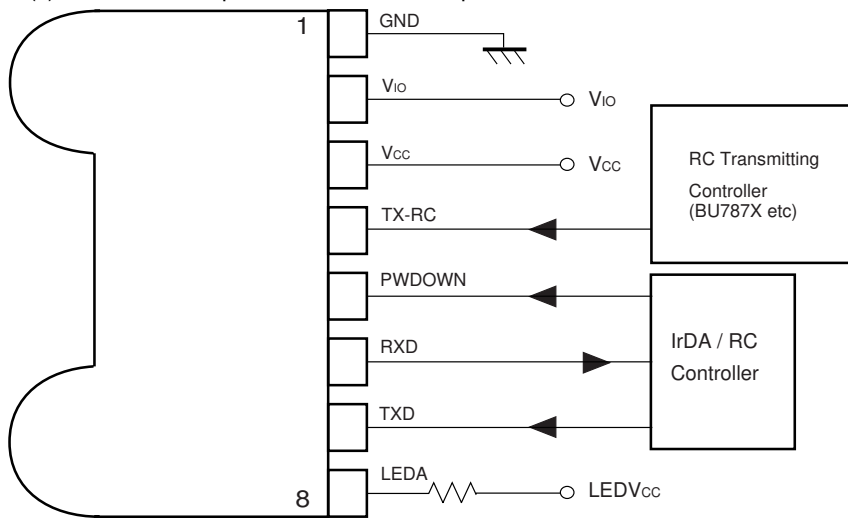 1 GND
VIO VIO
VCC VCC
RC Transmitting
Controller
(BU787X etc)
TX-RC
PWDOWN
IrDA / RC
Controller
RXD
TXD
LEDA
8 LEDVCC